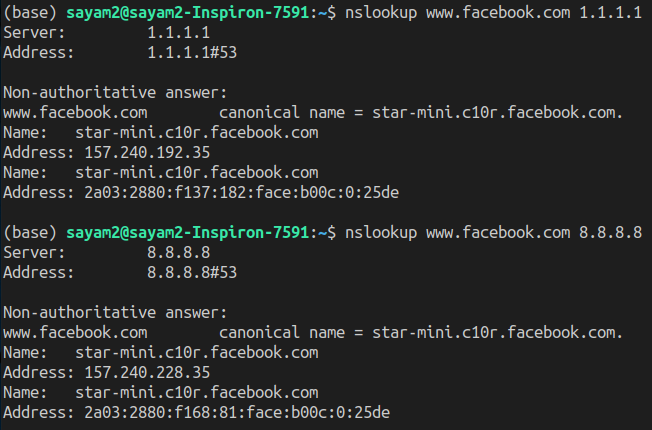 (base) sayam2@sayam2-Inspiron-7591:~$ nslookup www.facebook.com 1.1.1.1
Server:         1.1.1.1
Address:        1.1.1.1#53

Non-authoritative answer:
www.facebook.com        canonical name = star-mini.c10r.facebook.com.
Name:   star-mini.c10r.facebook.com
Address: 157.240.192.35
Name:   star-mini.c10r.facebook.com
Address: 2a03:2880:f137:182:face:b00c:0:25de

(base) sayam2@sayam2-Inspiron-7591:~$ nslookup www.facebook.com 8.8.8.8
Server:         8.8.8.8
Address:        8.8.8.8#53

Non-authoritative answer:
www.facebook.com        canonical name = star-mini.c10r.facebook.com.
Name:   star-mini.c10r.facebook.com
Address: 157.240.228.35
Name:   star-mini.c10r.facebook.com
Address: 2a03:2880:f168:81:face:b00c:0:25de